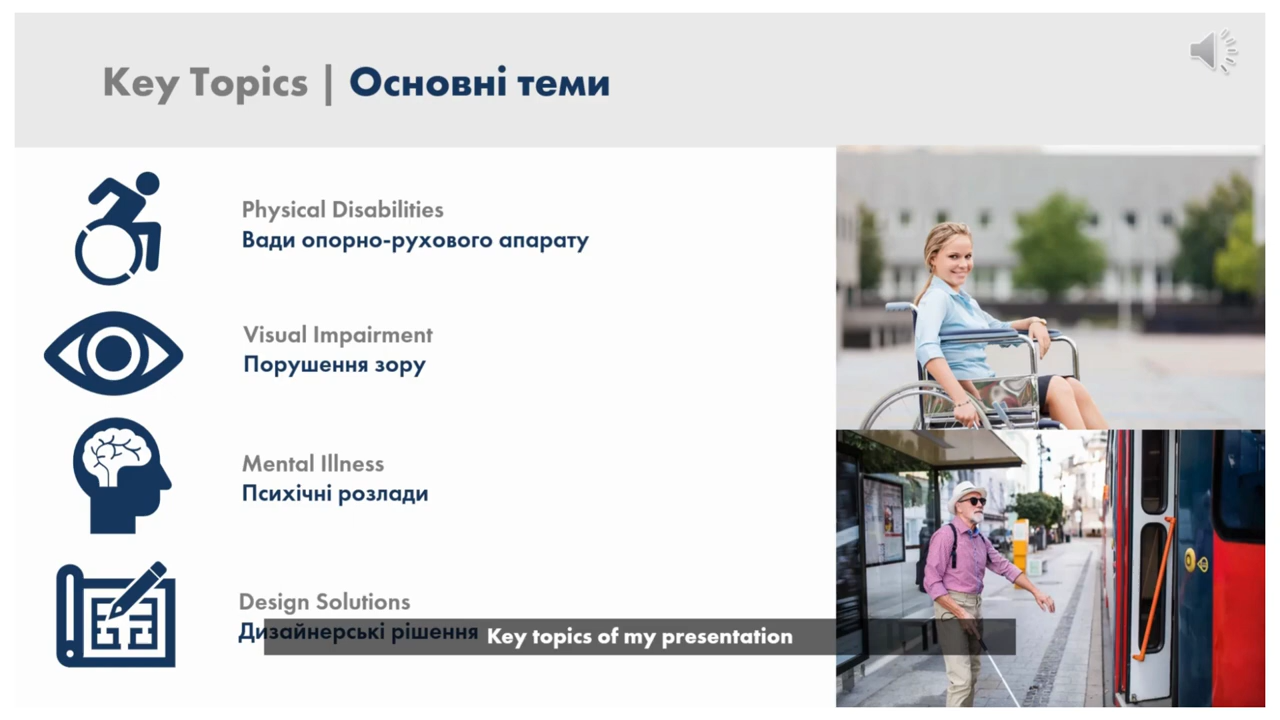 Key Topics | Основні теми
Physical Disabilities
Вади опорно-рухового апарату
Visual Impairment
Порушення зору
Mental Illness
Психічні розлади
Design Solutions
Дизайнерські рішення
Key topics of my presentation